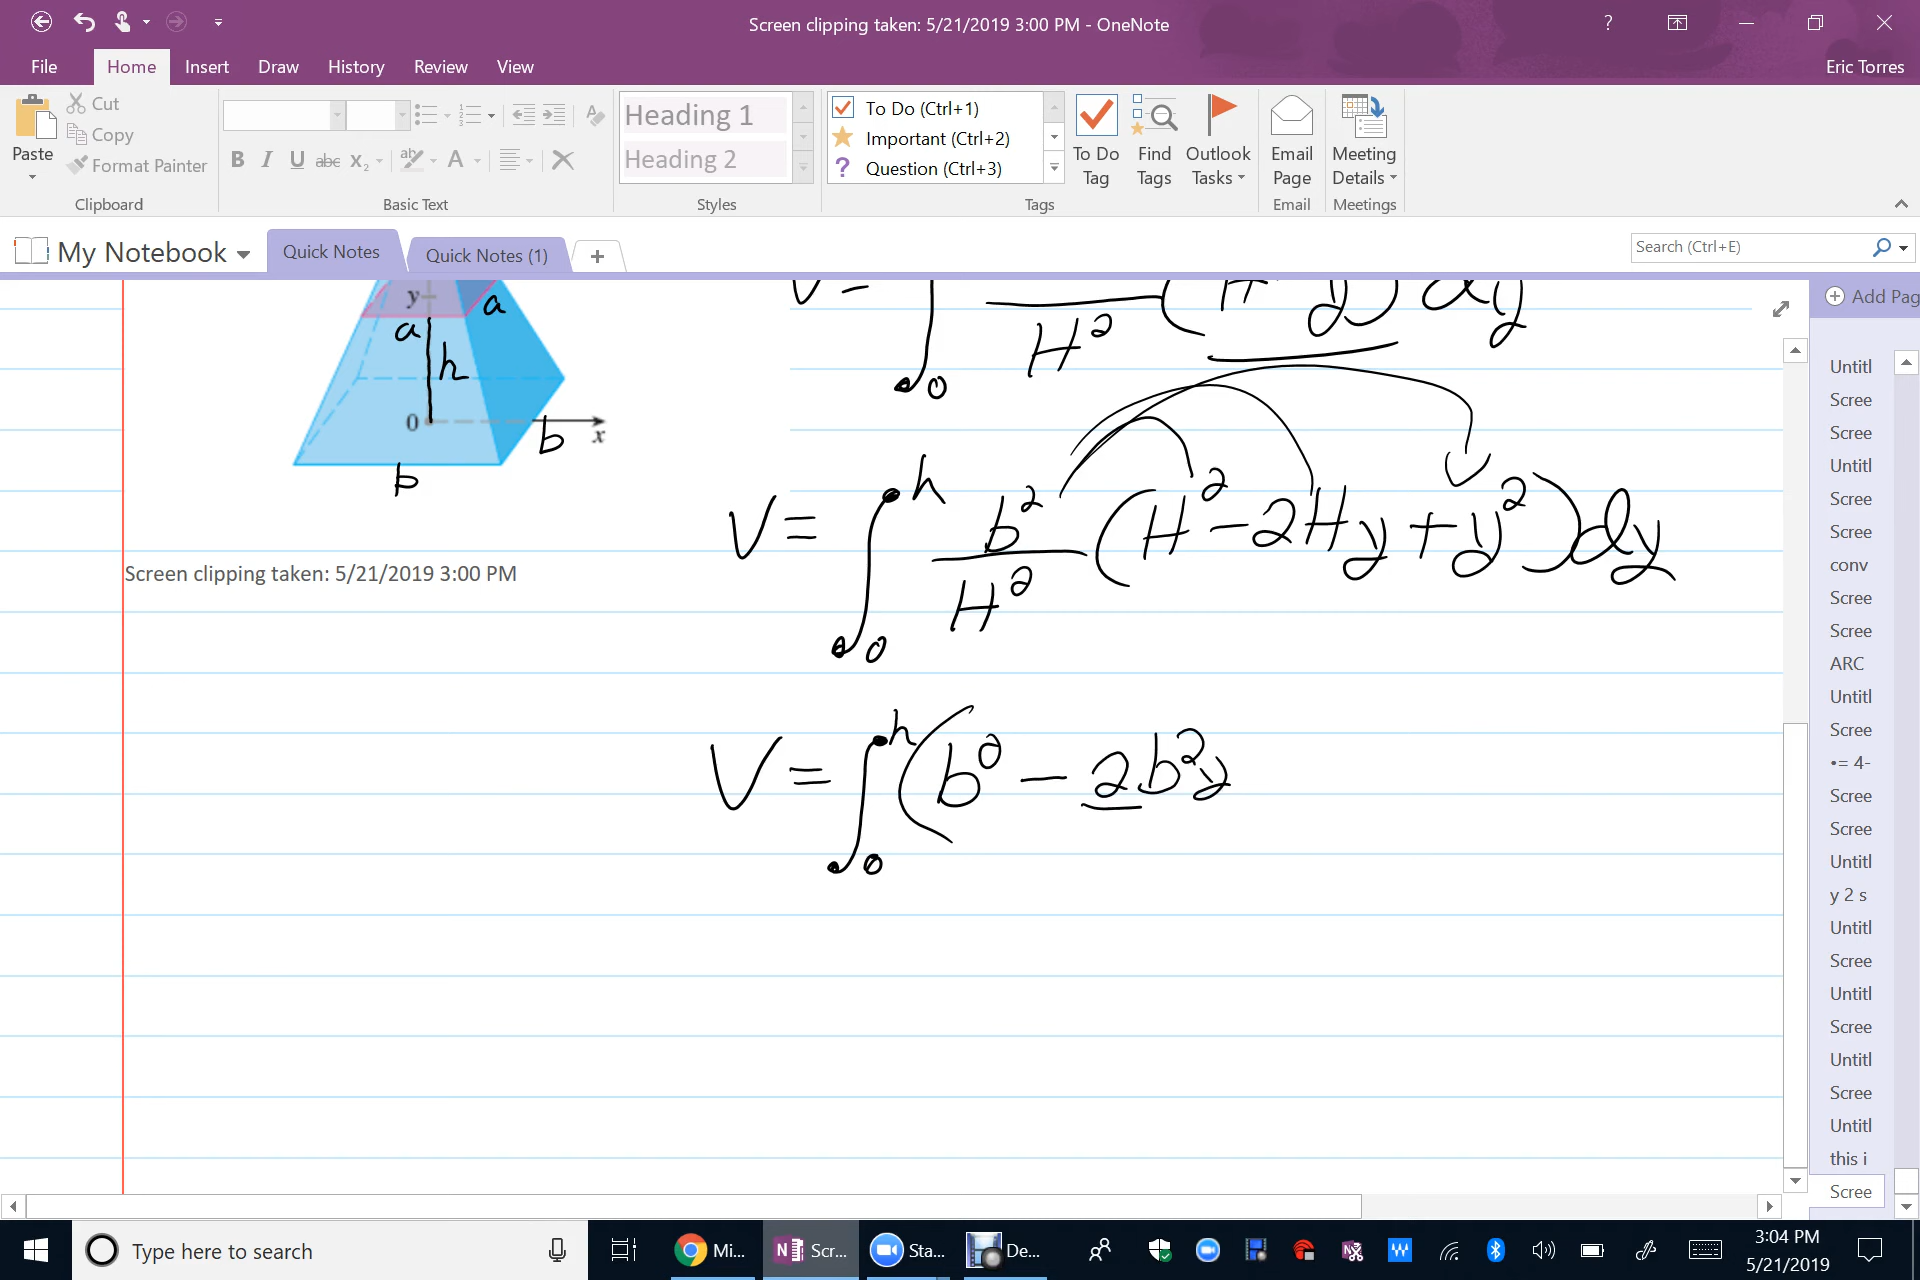 Screen clipping taken: 5/21/2019 3:00 PM - OneNote
?
File Home Insert Draw History Review View Eric Torres
Paste Cut Copy Format Painter
Clipboard
B I U abc X₂ ab A
Basic Text
Heading 1
Heading 2
Styles
To Do (Ctrl+1)
Important (Ctrl+2)
? Question (Ctrl+3)
Tags
To Do Tag
Find Tags
Outlook Tasks
Email Page
Email
Meeting Details
Meetings
My Notebook Quick Notes Quick Notes (1) + Search (Ctrl+E)
Add Pag
y a
a
h
0 x
b
b
V = ∫₀ /H² (H - y) dy
V = ∫₀ʰ b²/H² (H² - 2Hy + y²) dy
Screen clipping taken: 5/21/2019 3:00 PM
V = ∫₀ʰ (b² - 2b²y
Untitl
Scree
Scree
Untitl
Scree
Scree
conv
Scree
Scree
ARC
Untitl
Scree
•= 4-
Scree
Scree
Untitl
y 2 s
Untitl
Scree
Untitl
Scree
Untitl
Scree
Untitl
this i
Scree
Type here to search Mi... Scr... Sta... De... 3:04 PM
5/21/2019